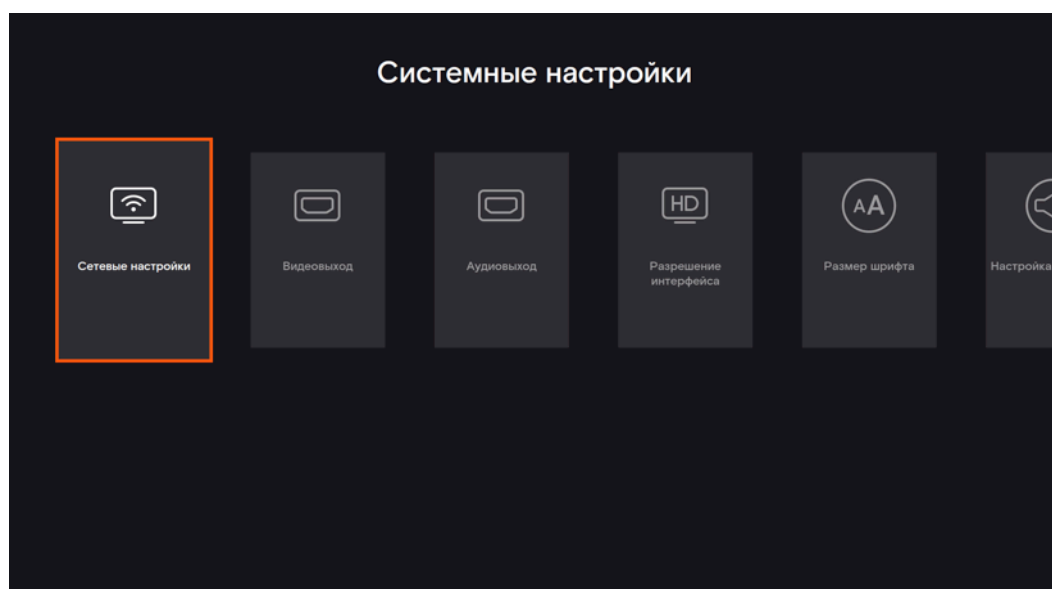 Системные настройки
HD
AA
Сетевые настройки
Видеовыход
Аудиовыход
Разрешение
интерфейса
Размер шрифта
Настройка